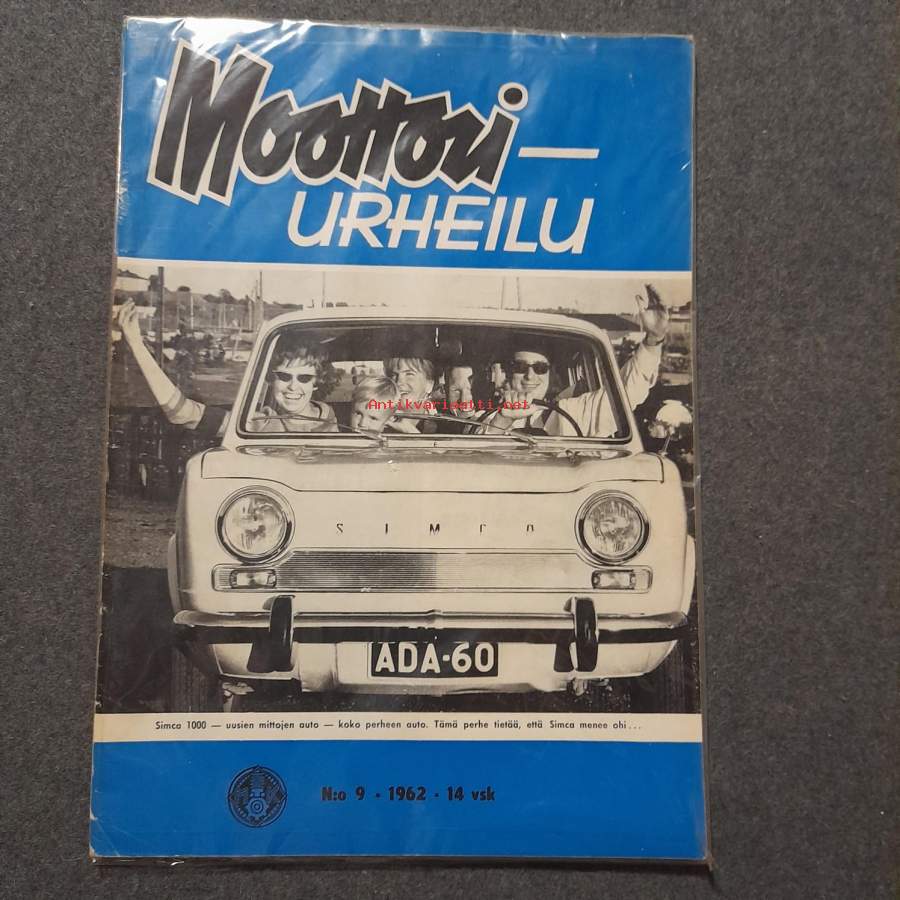 Moottori—
URHEILU
Antikvariaatti.net
SIMCA
ADA-60
Simca 1000 — uusien mittojen auto — koko perheen auto. Tämä perhe tietää, että Simca menee ohi...
N:o 9 • 1962 • 14 vsk